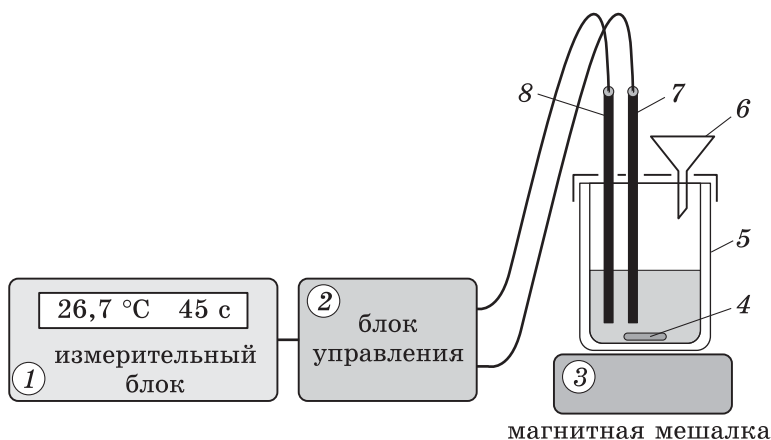 8
7
6
5
4
26,7 °C 45 с
измерительный
блок
1
2
блок
управления
3
магнитная мешалка